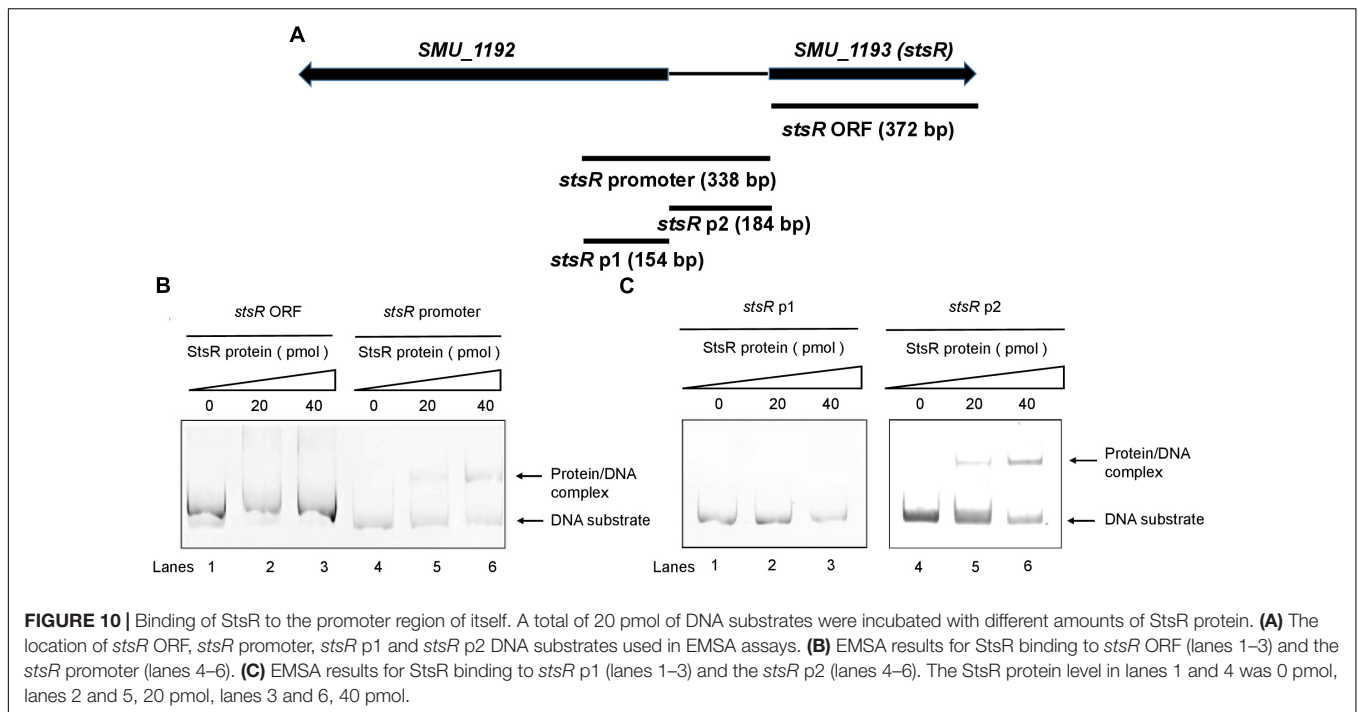 A
SMU_1192 SMU_1193 (stsR)
stsR ORF (372 bp)
stsR promoter (338 bp)
stsR p2 (184 bp)
stsR p1 (154 bp)
B
stsR ORF stsR promoter
StsR protein ( pmol ) StsR protein ( pmol )
0 20 40 0 20 40
Protein/DNA
complex
DNA substrate
Lanes 1 2 3 4 5 6
C
stsR p1 stsR p2
StsR protein ( pmol ) StsR protein ( pmol )
0 20 40 0 20 40
Protein/DNA
complex
DNA substrate
Lanes 1 2 3 4 5 6
FIGURE 10 | Binding of StsR to the promoter region of itself. A total of 20 pmol of DNA substrates were incubated with different amounts of StsR protein. (A) The
location of stsR ORF, stsR promoter, stsR p1 and stsR p2 DNA substrates used in EMSA assays. (B) EMSA results for StsR binding to stsR ORF (lanes 1–3) and the
stsR promoter (lanes 4–6). (C) EMSA results for StsR binding to stsR p1 (lanes 1–3) and the stsR p2 (lanes 4–6). The StsR protein level in lanes 1 and 4 was 0 pmol,
lanes 2 and 5, 20 pmol, lanes 3 and 6, 40 pmol.